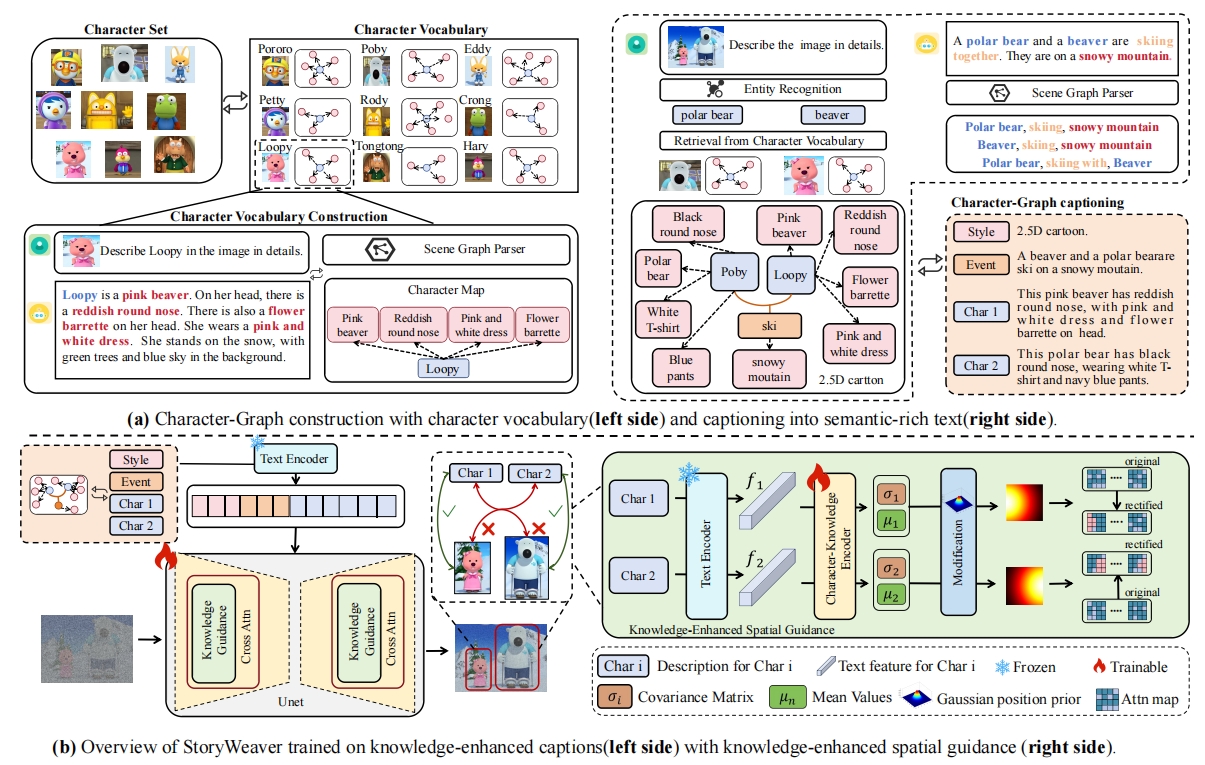 Character Set
Character Vocabulary
Pororo
Poby
Eddy
Petty
Rody
Crong
Loopy
Tongtong
Hary
Character Vocabulary Construction
Describe Loopy in the image in details.
Scene Graph Parser
Loopy is a pink beaver. On her head, there is
a reddish round nose. There is also a flower
barrette on her head. She wears a pink and
white dress. She stands on the snow, with
green trees and blue sky in the background.
Character Map
Pink
beaver
Reddish
round nose
Pink and
white dress
Flower
barrette
Loopy
Describe the image in details.
Entity Recognition
polar bear
beaver
Retrieval from Character Vocabulary
Black
round nose
Pink
beaver
Reddish
round
nose
Polar
bear
Poby
Loopy
Flower
barrette
White
T-shirt
ski
Pink and
white dress
Blue
pants
snowy
moutain
2.5D cartton
A polar bear and a beaver are skiing
together. They are on a snowy mountain.
Scene Graph Parser
Polar bear, skiing, snowy mountain
Beaver, skiing, snowy mountain
Polar bear, skiing with, Beaver
Character-Graph captioning
Style
2.5D cartoon.
Event
A beaver and a polar bearare
ski on a snowy moutain.
Char 1
This pink beaver has reddish
round nose, with pink and
white dress and flower
barrette on head.
Char 2
This polar bear has black
round nose, wearing white T-
shirt and navy blue pants.
(a) Character-Graph construction with character vocabulary(left side) and captioning into semantic-rich text(right side).
Style
Event
Char 1
Char 2
Text Encoder
Knowledge
Guidance
Cross Attn
Knowledge
Guidance
Cross Attn
Unet
Char 1
Char 2
Char 1
Char 2
Text Encoder
f1
f2
Character-Knowledge
Encoder
σ1
μ1
σ2
μ2
Modification
original
rectified
rectified
original
Knowledge-Enhanced Spatial Guidance
Char i
Description for Char i
Text feature for Char i
Frozen
Trainable
σi
Covariance Matrix
μn
Mean Values
Gaussian position prior
Attn map
(b) Overview of StoryWeaver trained on knowledge-enhanced captions(left side) with knowledge-enhanced spatial guidance (right side).